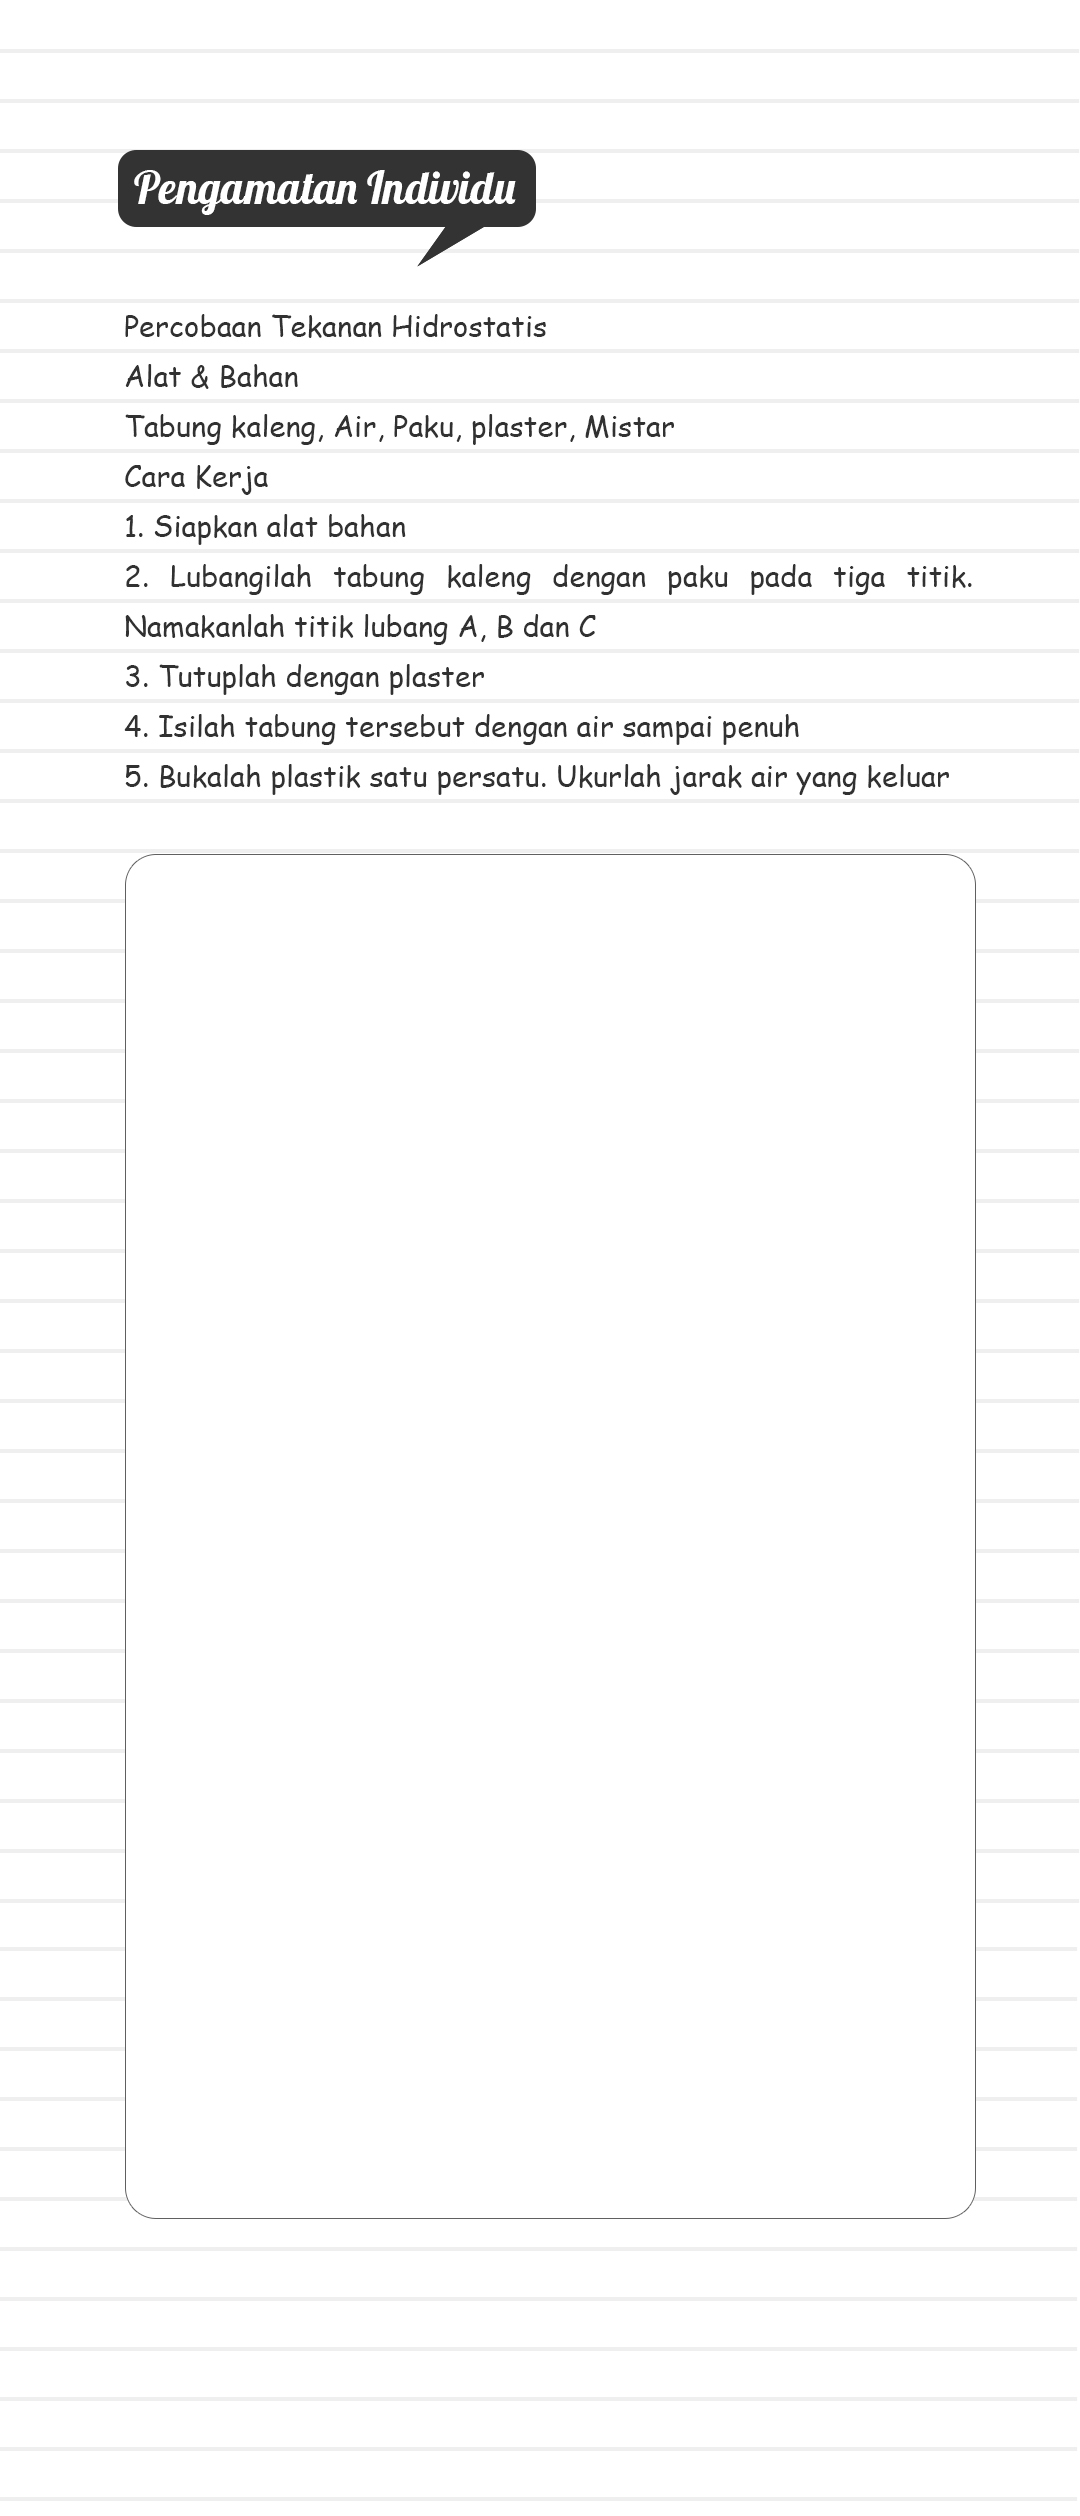 Pengamatan Individu
Percobaan Tekanan Hidrostatis
Alat & Bahan
Tabung kaleng, Air, Paku, plaster, Mistar
Cara Kerja
1. Siapkan alat bahan
2. Lubangilah tabung kaleng dengan paku pada tiga titik.
Namakanlah titik lubang A, B dan C
3. Tutuplah dengan plaster
4. Isilah tabung tersebut dengan air sampai penuh
5. Bukalah plastik satu persatu. Ukurlah jarak air yang keluar